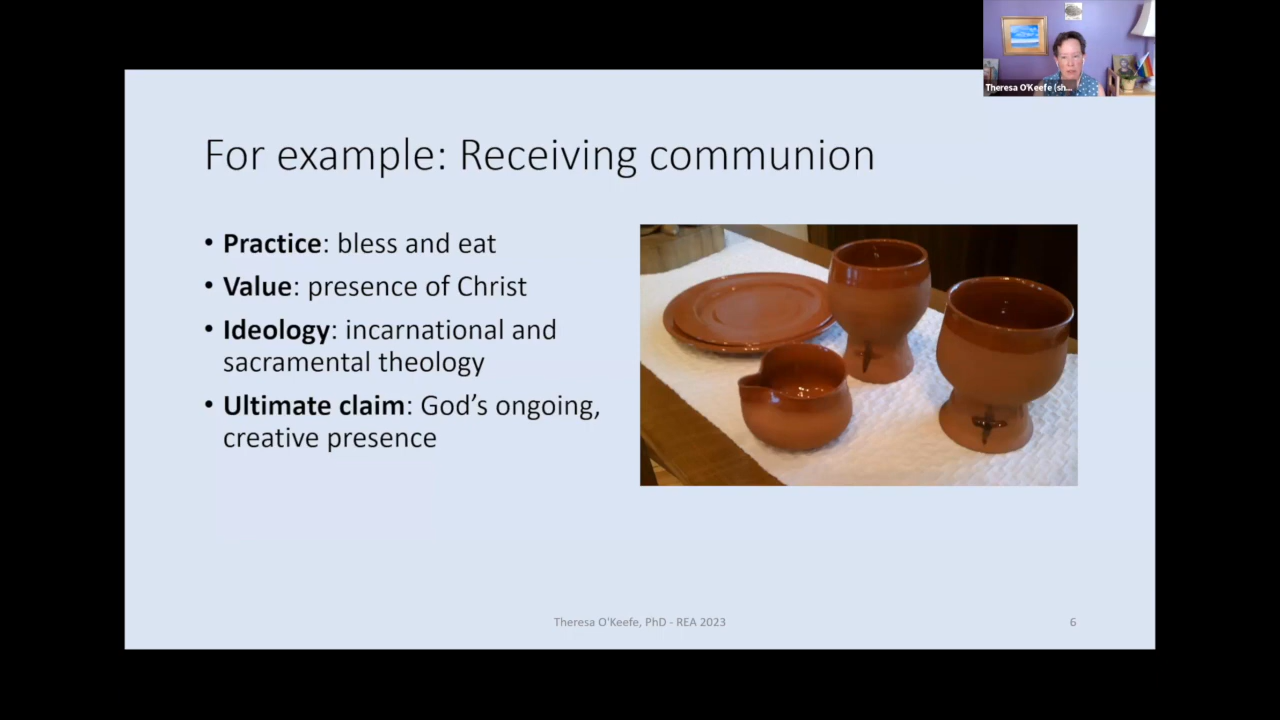 Theresa O'Keefe (sh...
For example: Receiving communion
• Practice: bless and eat
• Value: presence of Christ
• Ideology: incarnational and
sacramental theology
• Ultimate claim: God’s ongoing,
creative presence
Theresa O'Keefe, PhD - REA 2023
6